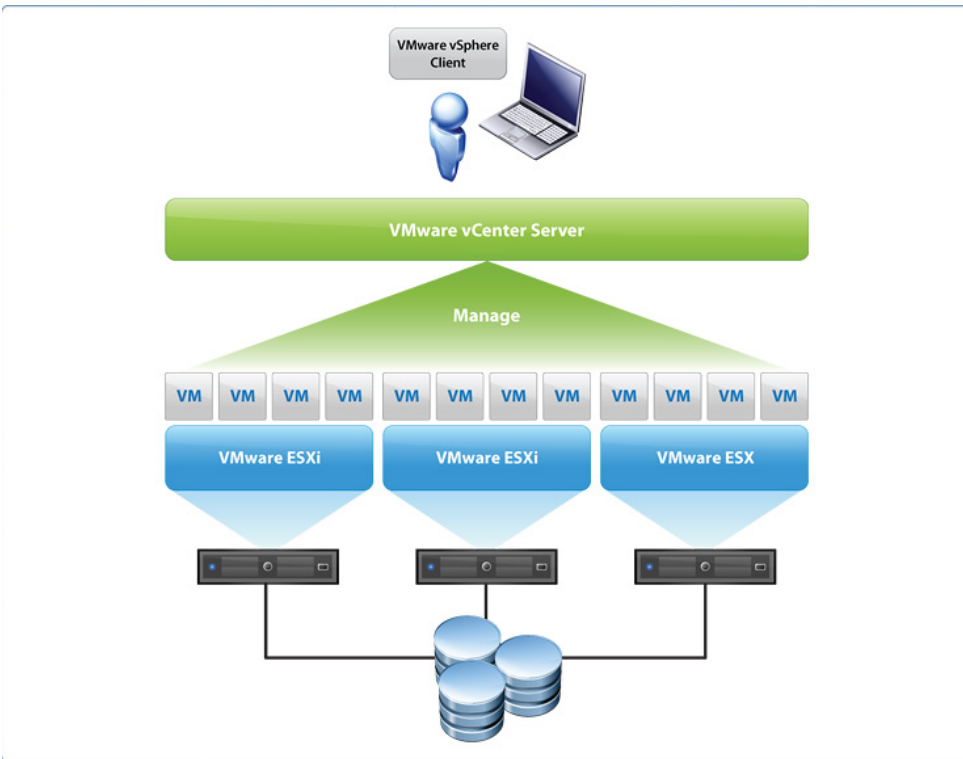 VMware vSphere
Client
VMware vCenter Server
Manage
VM VM VM VM VM VM VM VM VM VM VM VM
VMware ESXi VMware ESXi VMware ESX